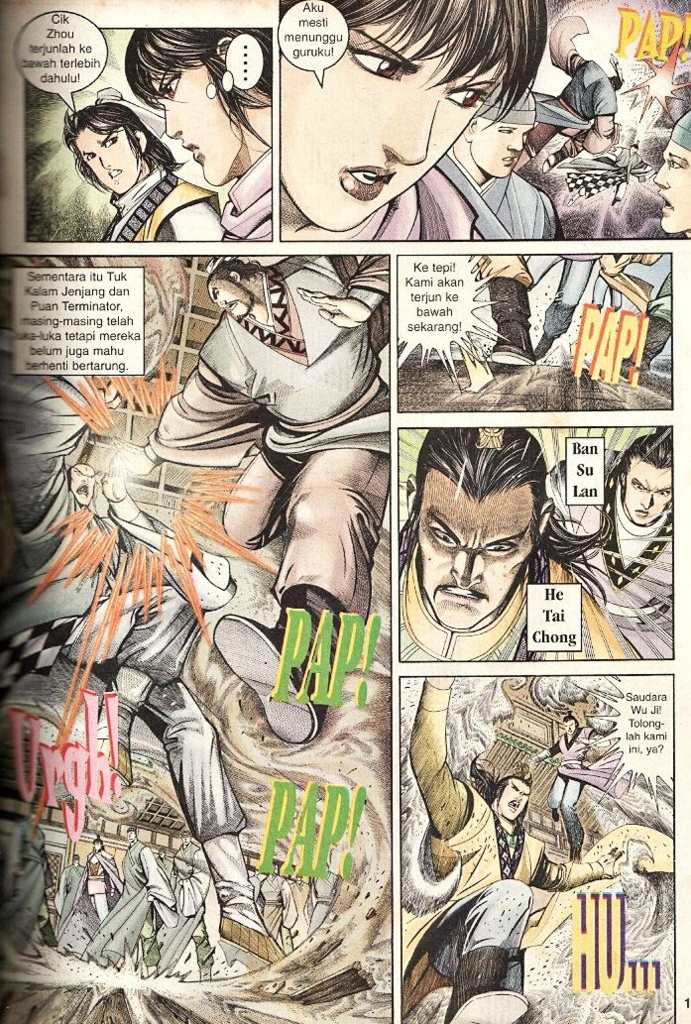 Cik
Zhou
terjunlah ke
bawah terlebih
dahulu!
......
Aku
mesti
menunggu
guruku!
PAP!
Sementara itu Tuk
Kalam Jenjang dan
Puan Terminator,
masing-masing telah
luka-luka tetapi mereka
belum juga mahu
berhenti bertarung.
PAP!
Urgh!
PAP!
Ke tepi!
Kami akan
terjun ke
bawah
sekarang!
PAP!
Ban
Su
Lan
He
Tai
Chong
Saudara
Wu Ji!
Tolong-
lah kami
ini, ya?
HU...
1